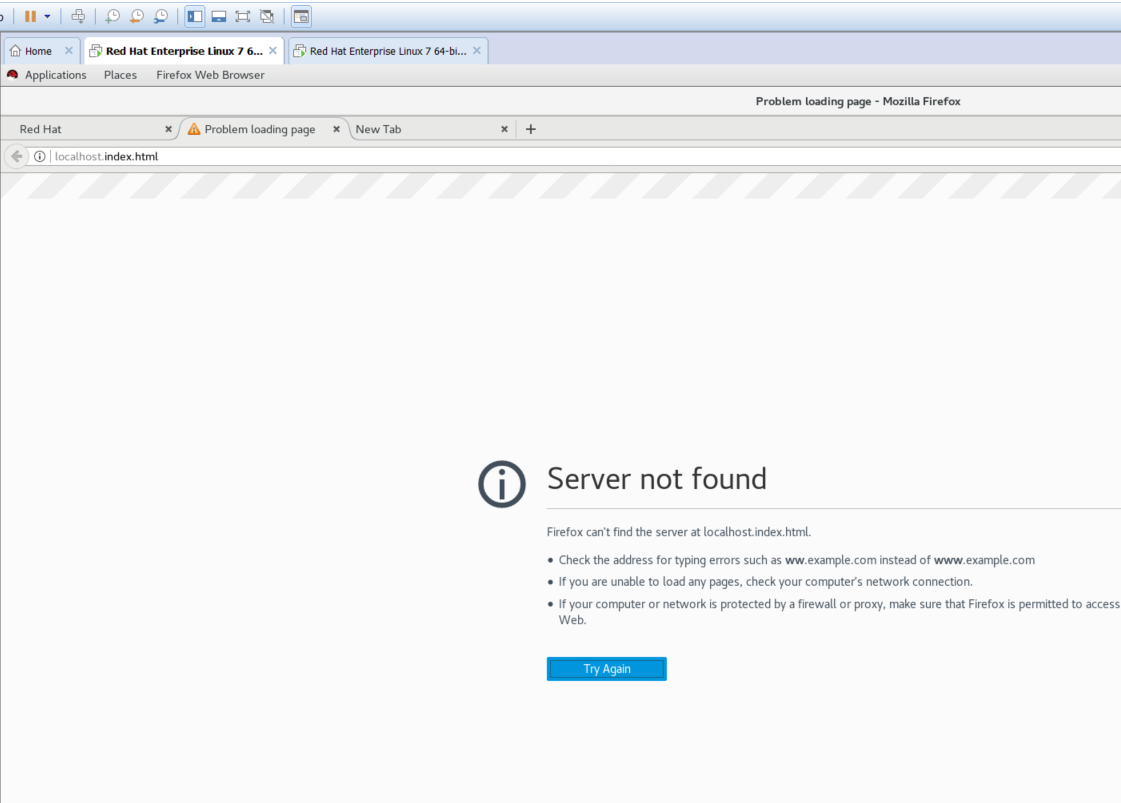 Home
Red Hat Enterprise Linux 7 6...
Red Hat Enterprise Linux 7 64-bi...
Applications Places Firefox Web Browser
Problem loading page - Mozilla Firefox
Red Hat
Problem loading page
New Tab
localhost.index.html
Server not found
Firefox can't find the server at localhost.index.html.
Check the address for typing errors such as ww.example.com instead of www.example.com
If you are unable to load any pages, check your computer's network connection.
If your computer or network is protected by a firewall or proxy, make sure that Firefox is permitted to access
Web.
Try Again